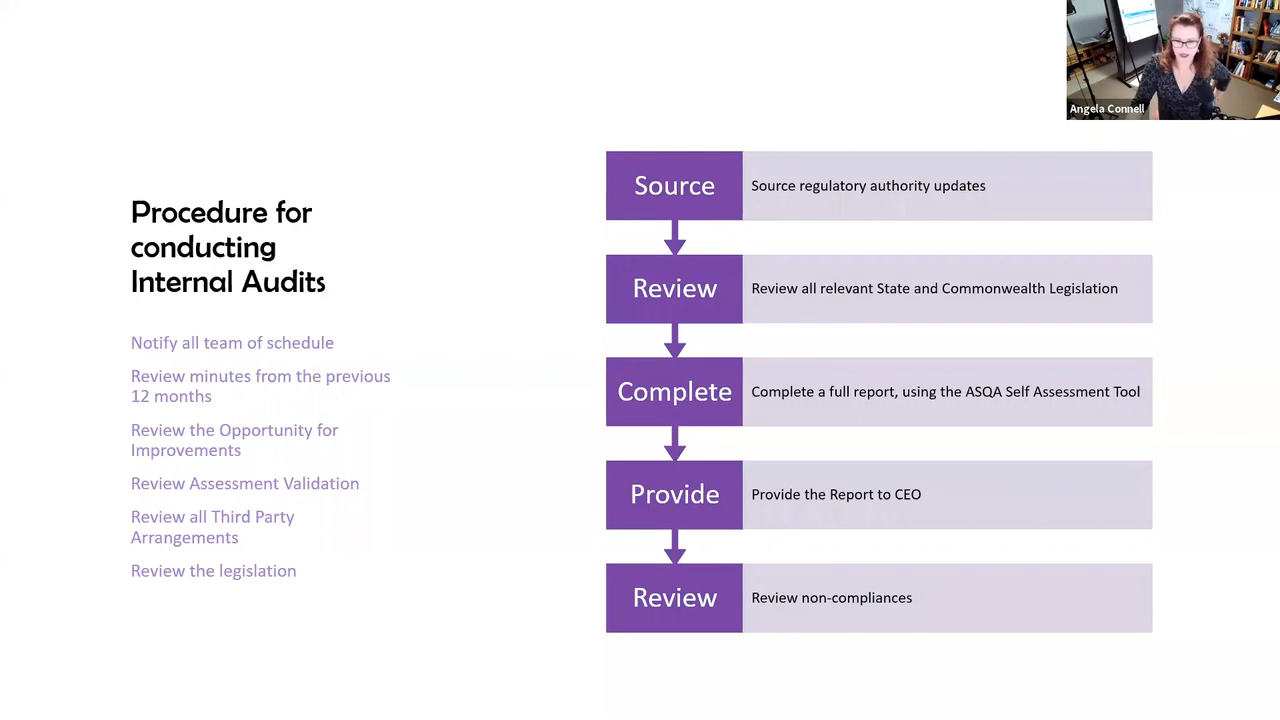 Angela Connell
Procedure for
conducting
Internal Audits
Notify all team of schedule
Review minutes from the previous
12 months
Review the Opportunity for
Improvements
Review Assessment Validation
Review all Third Party
Arrangements
Review the legislation
Source
Source regulatory authority updates
Review
Review all relevant State and Commonwealth Legislation
Complete
Complete a full report, using the ASQA Self Assessment Tool
Provide
Provide the Report to CEO
Review
Review non-compliances